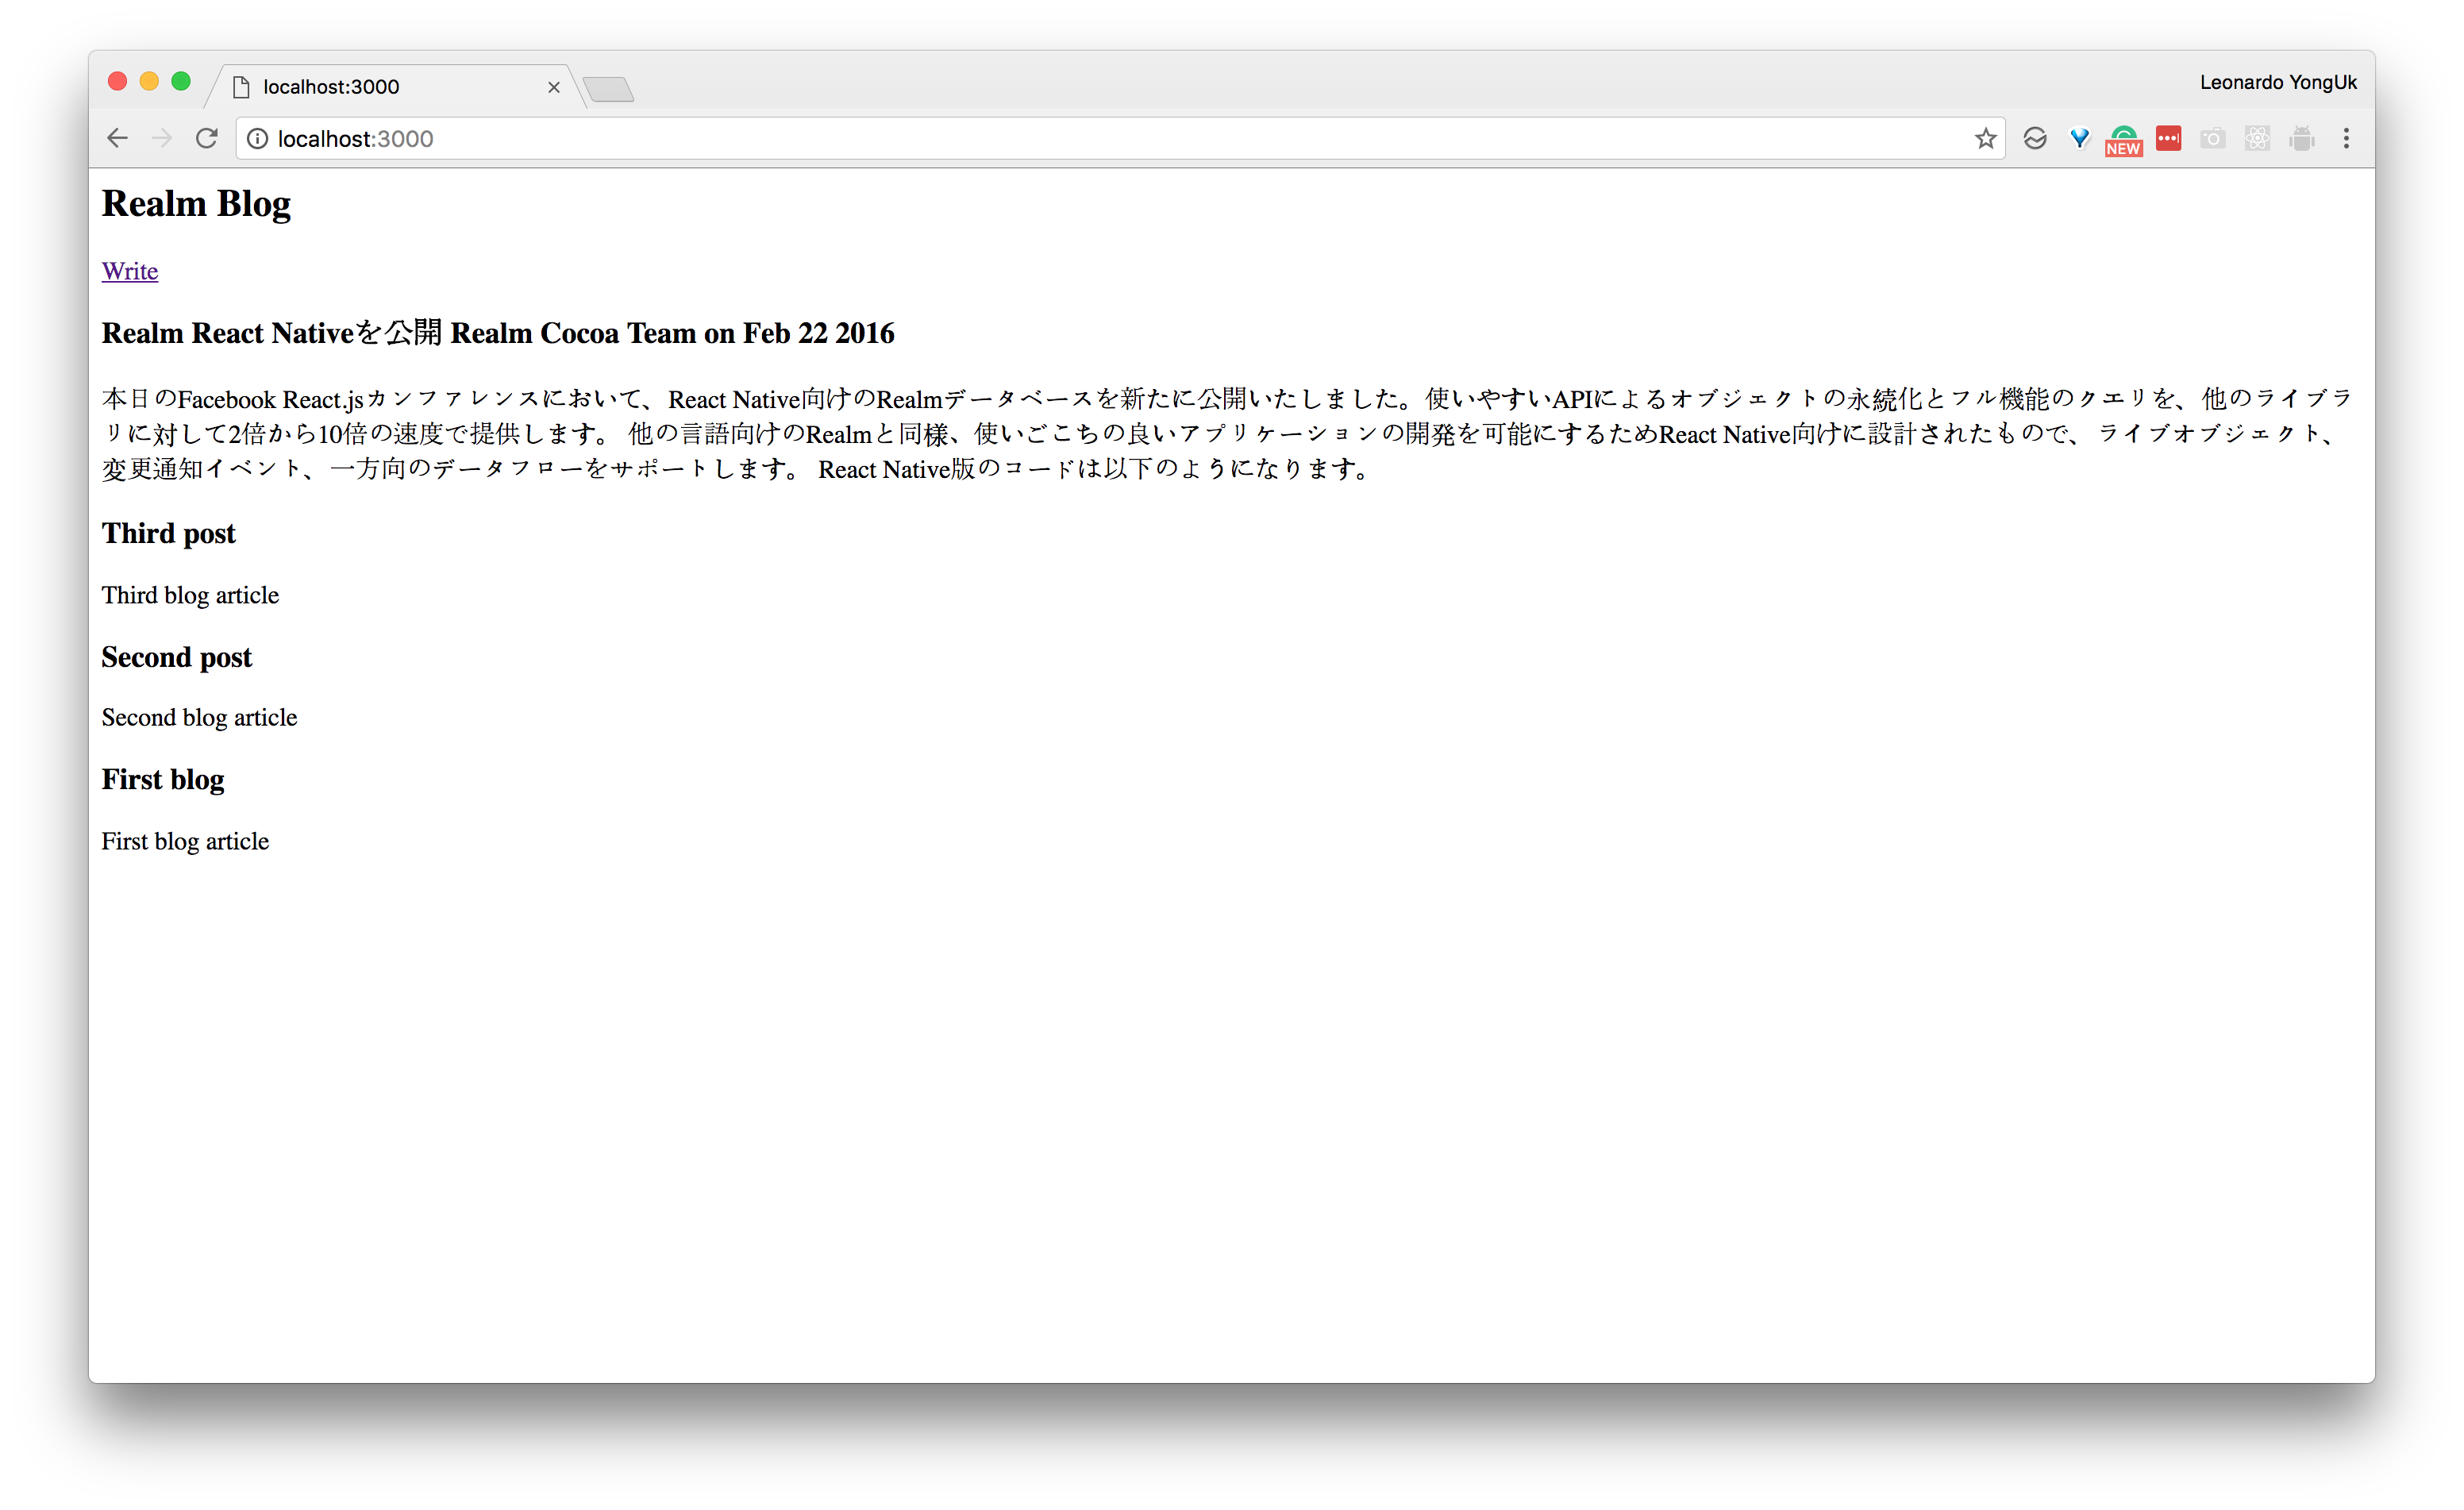 localhost:3000
Leonardo YongUk
localhost:3000
NEW
Realm Blog
Write
Realm React Nativeを公開 Realm Cocoa Team on Feb 22 2016
本日のFacebook React.jsカンファレンスにおいて、React Native向けのRealmデータベースを新たに公開いたしました。使いやすいAPIによるオブジェクトの永続化とフル機能のクエリを、他のライブラ
リに対して2倍から10倍の速度で提供します。 他の言語向けのRealmと同様、使いごこちの良いアプリケーションの開発を可能にするためReact Native向けに設計されたもので、 ライブオブジェクト、
変更通知イベント、一方向のデータフローをサポートします。 React Native版のコードは以下のようになります。
Third post
Third blog article
Second post
Second blog article
First blog
First blog article